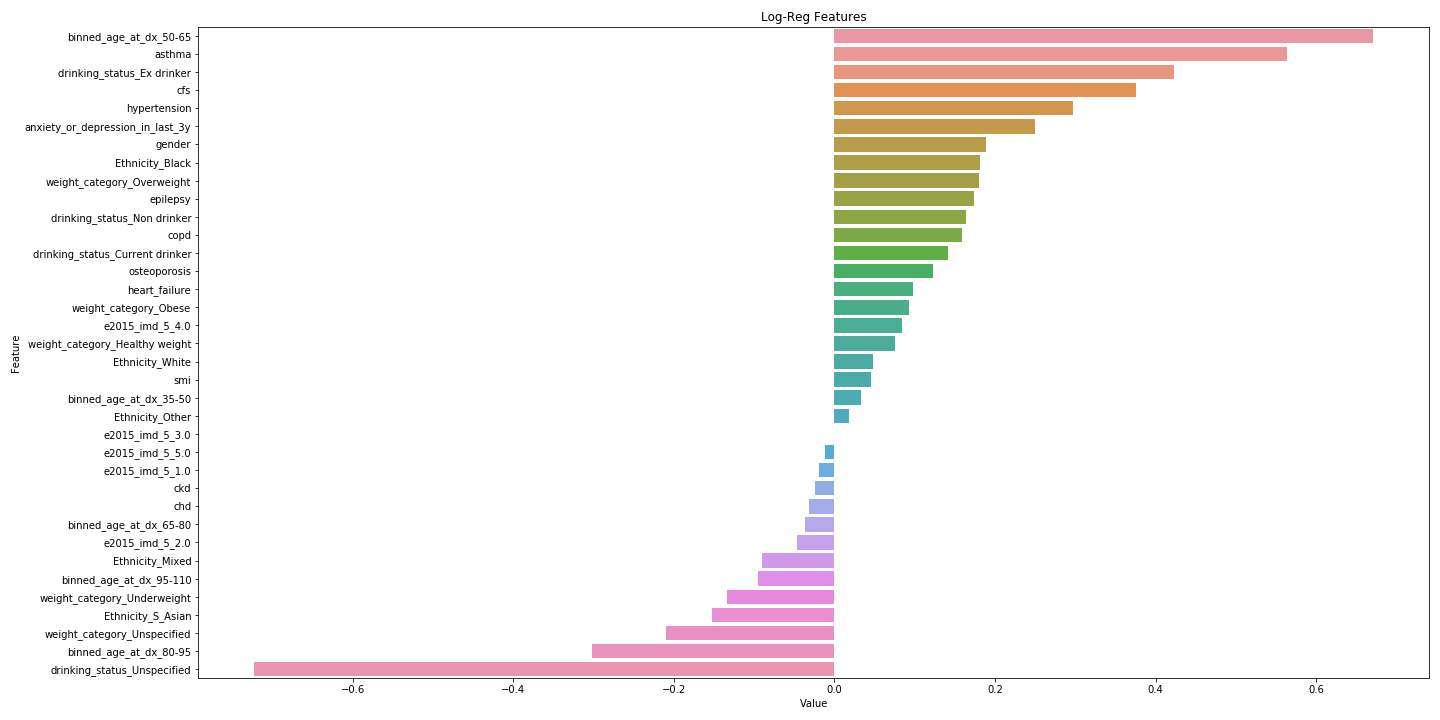 Log-Reg Features
binned_age_at_dx_50-65
asthma
drinking_status_Ex drinker
cfs
hypertension
anxiety_or_depression_in_last_3y
gender
Ethnicity_Black
weight_category_Overweight
epilepsy
drinking_status_Non drinker
copd
drinking_status_Current drinker
osteoporosis
heart_failure
weight_category_Obese
e2015_imd_5_4.0
weight_category_Healthy weight
Ethnicity_White
smi
binned_age_at_dx_35-50
Ethnicity_Other
e2015_imd_5_3.0
e2015_imd_5_5.0
e2015_imd_5_1.0
ckd
chd
binned_age_at_dx_65-80
e2015_imd_5_2.0
Ethnicity_Mixed
binned_age_at_dx_95-110
weight_category_Underweight
Ethnicity_S_Asian
weight_category_Unspecified
binned_age_at_dx_80-95
drinking_status_Unspecified
Feature
−0.6 −0.4 −0.2 0.0 0.2 0.4 0.6
Value